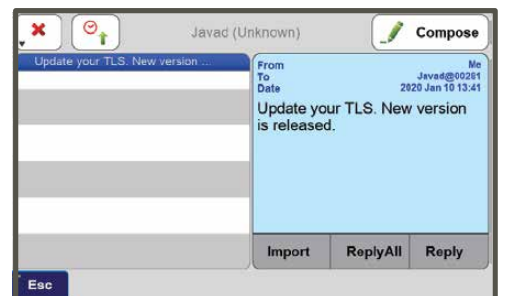 Javad (Unknown)
Compose
Update your TLS. New version ...
From Me
To Javad@00281
Date 2020 Jan 10 13:41
Update your TLS. New version
is released.
Import ReplyAll Reply
Esc